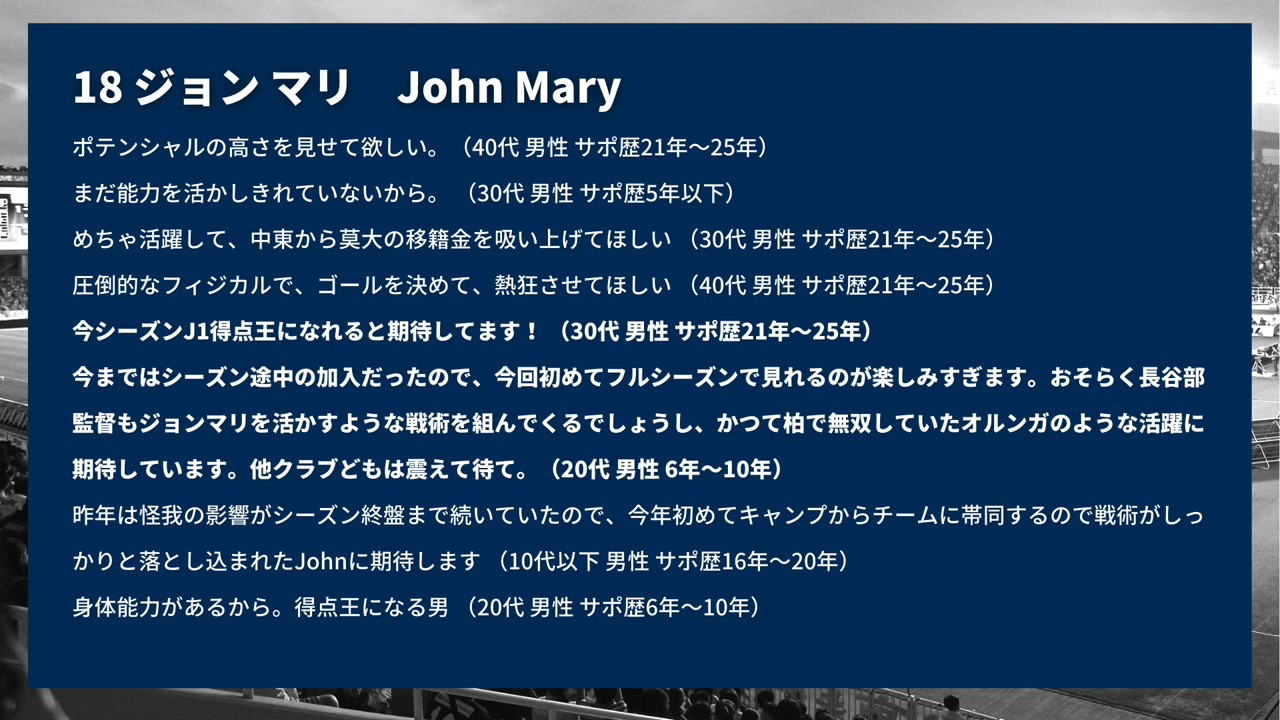 18 ジョン マリ　John Mary
ポテンシャルの高さを見せて欲しい。（40代 男性 サポ歴21年〜25年）
まだ能力を活かしきれていないから。 （30代 男性 サポ歴5年以下）
めちゃ活躍して、中東から莫大の移籍金を吸い上げてほしい （30代 男性 サポ歴21年〜25年）
圧倒的なフィジカルで、ゴールを決めて、熱狂させてほしい （40代 男性 サポ歴21年〜25年）
今シーズンJ1得点王になれると期待してます！ （30代 男性 サポ歴21年〜25年）
今まではシーズン途中の加入だったので、今回初めてフルシーズンで見れるのが楽しみすぎます。おそらく長谷部
監督もジョンマリを活かすような戦術を組んでくるでしょうし、かつて柏で無双していたオルンガのような活躍に
期待しています。他クラブどもは震えて待て。（20代 男性 6年〜10年）
昨年は怪我の影響がシーズン終盤まで続いていたので、今年初めてキャンプからチームに帯同するので戦術がしっ
かりと落とし込まれたJohnに期待します （10代以下 男性 サポ歴16年〜20年）
身体能力があるから。得点王になる男 （20代 男性 サポ歴6年〜10年）